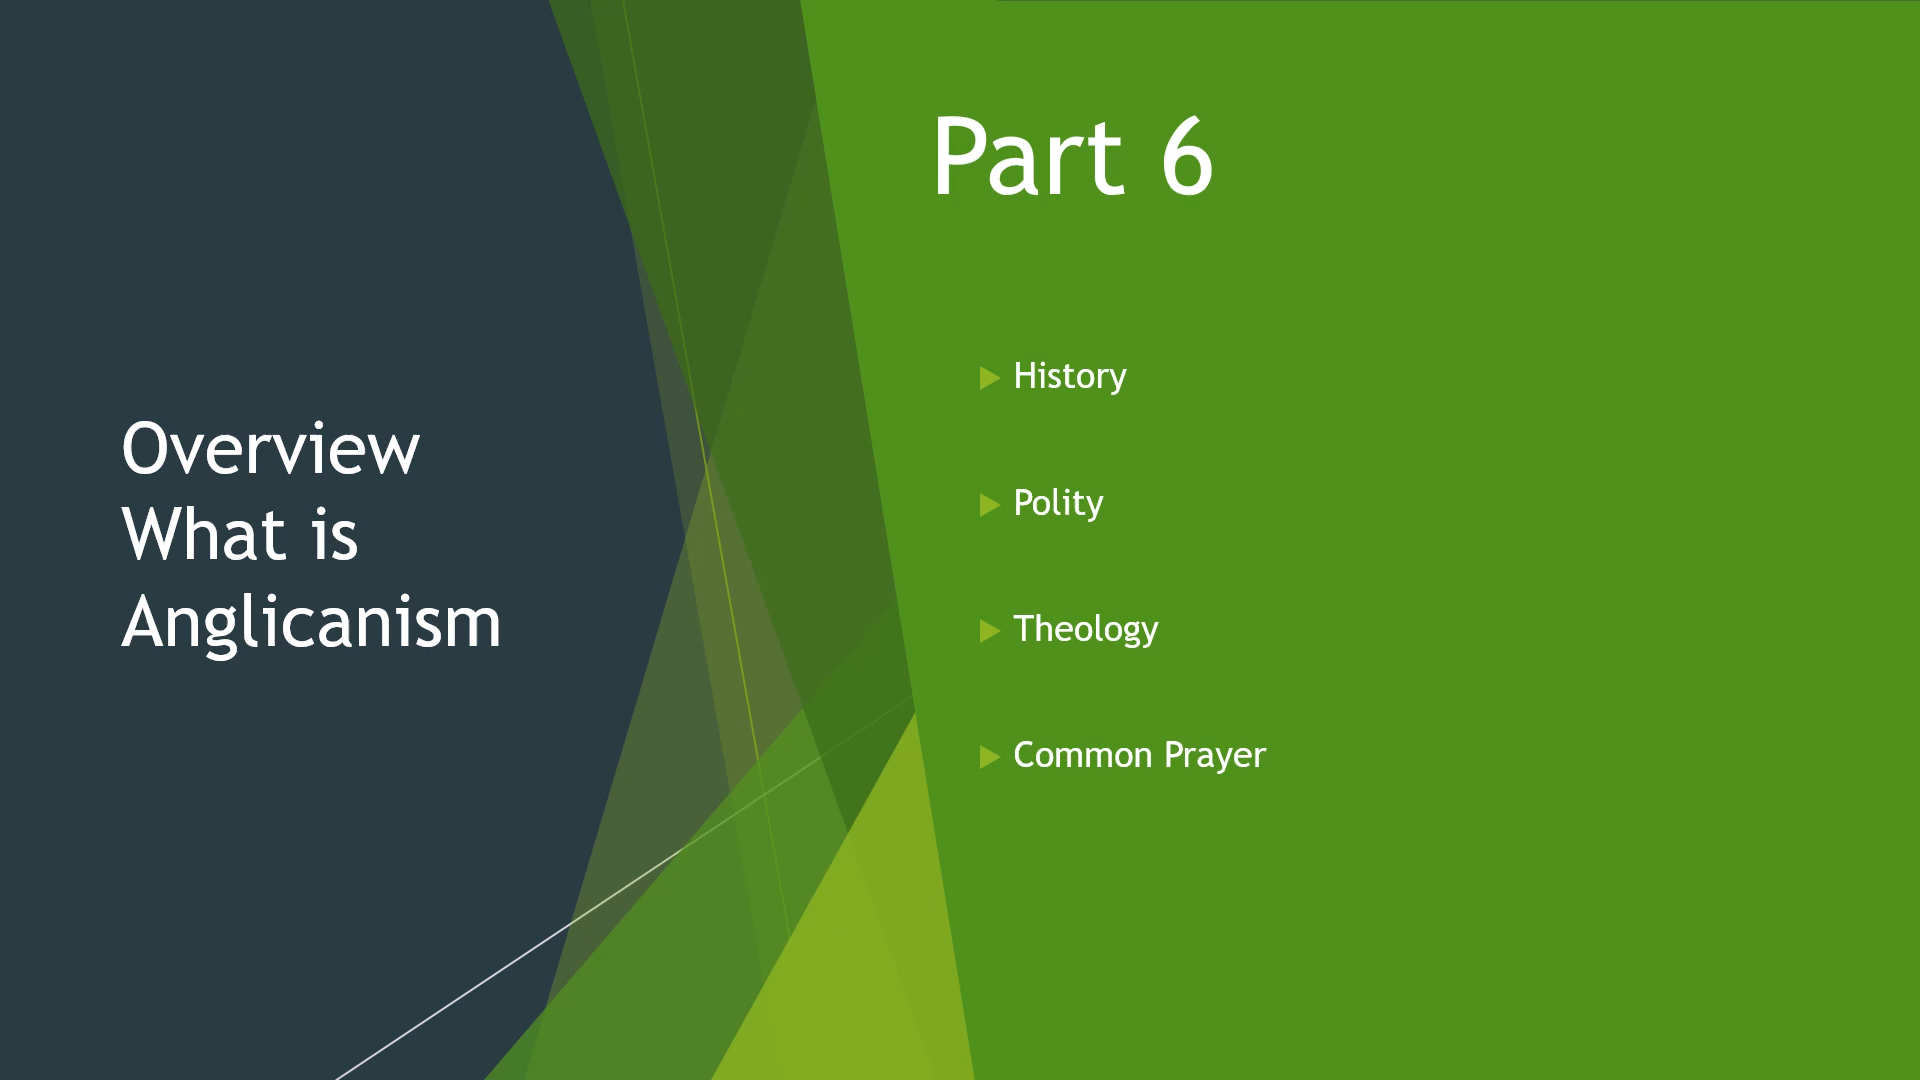 Overview
What is
Anglicanism
Part 6
History
Polity
Theology
Common Prayer